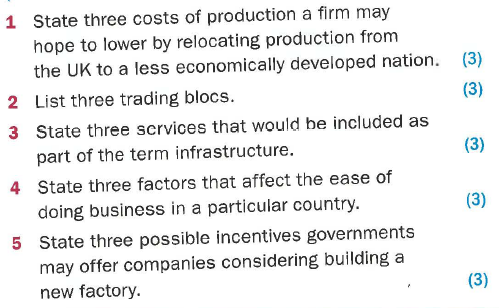 1 State three costs of production a firm may
hope to lower by relocating production from
the UK to a less economically developed nation. (3)
2 List three trading blocs. (3)
3 State three scrvices that would be included as
part of the term infrastructure. (3)
4 State three factors that affect the ease of
doing business in a particular country. (3)
5 State three possible incentives governments
may offer companies considering building a
new factory. (3)